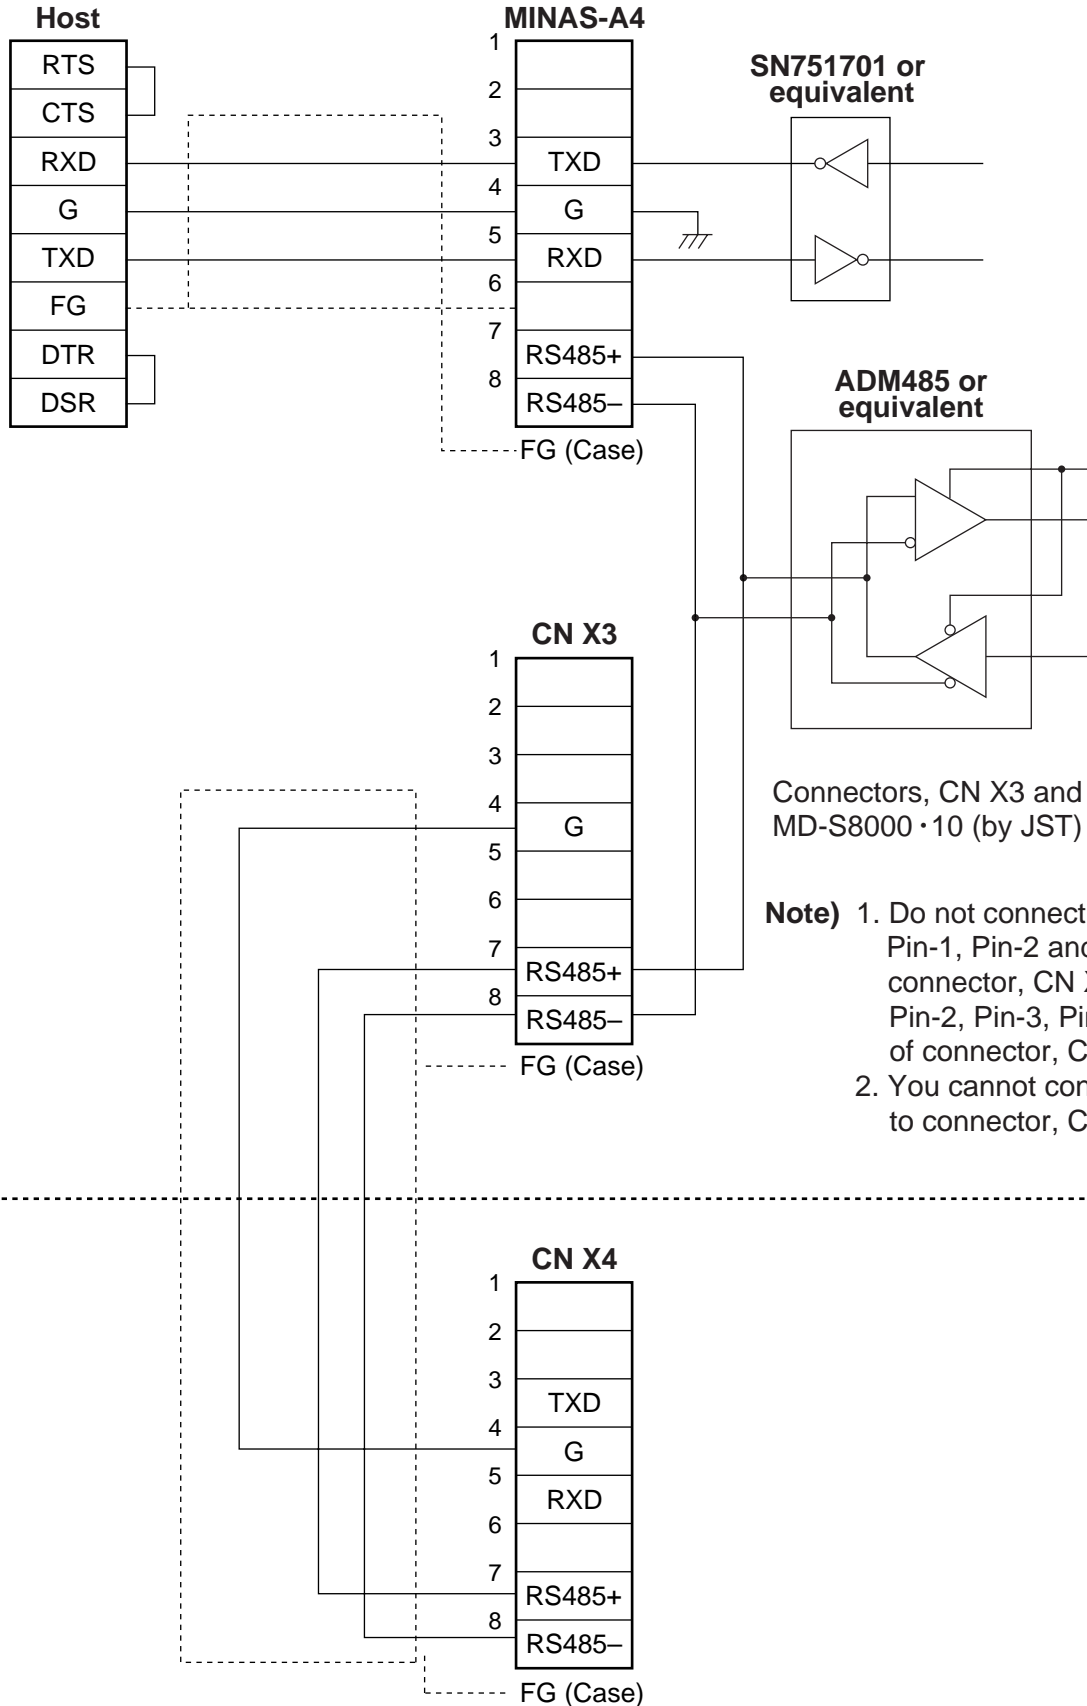 Host
RTS
CTS
RXD
G
TXD
FG
DTR
DSR
MINAS-A4
1
2
3
TXD
4
G
5
RXD
6
7
RS485+
8
RS485–
FG (Case)
SN751701 or
equivalent
ADM485 or
equivalent
CN X3
1
2
3
4
G
5
6
7
RS485+
8
RS485–
FG (Case)
Connectors, CN X3 and
MD-S8000・10 (by JST)
Note) 1. Do not connect
Pin-1, Pin-2 and
connector, CN
Pin-2, Pin-3,
of connector,
2. You cannot
to connector,
CN X4
1
2
3
TXD
4
G
5
RXD
6
7
RS485+
8
RS485–
FG (Case)